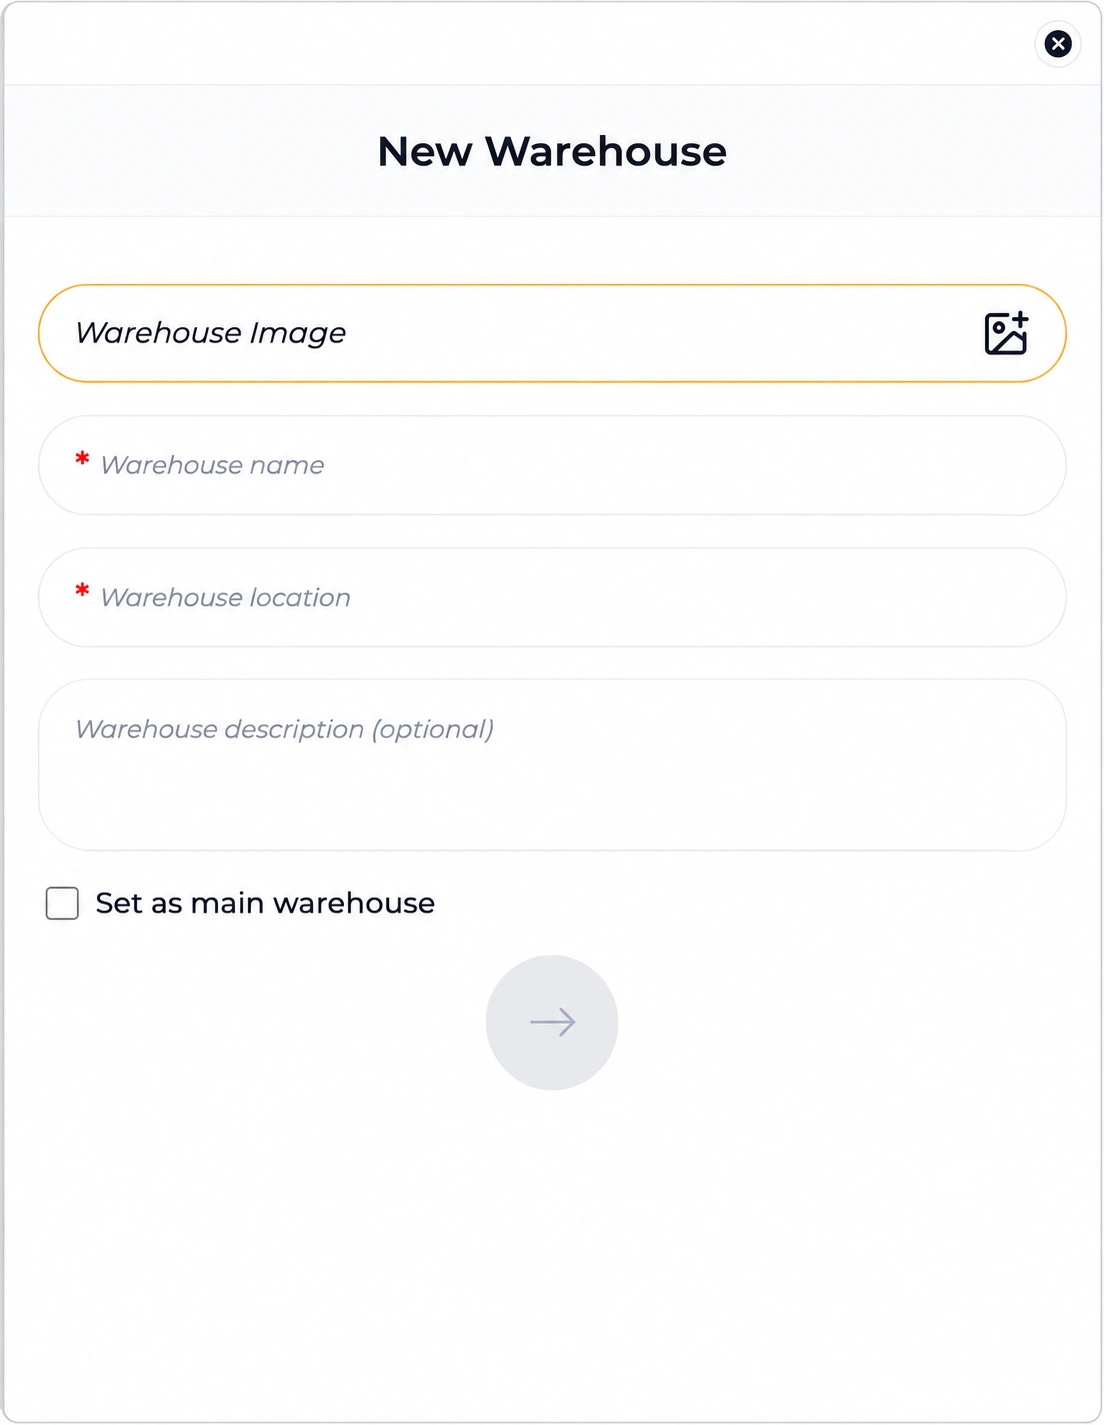 New Warehouse
Warehouse Image
* Warehouse name
* Warehouse location
Warehouse description (optional)
Set as main warehouse